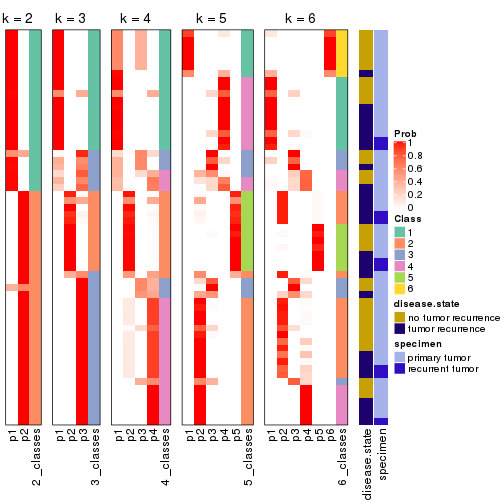 k = 2 k = 3 k = 4 k = 5 k = 6
Prob
1
0.8
0.6
0.4
0.2
0
Class
1
2
3
4
5
6
disease.state
no tumor recurrence
tumor recurrence
specimen
primary tumor
recurrent tumor
p1 p2 2_classes p1 p2 p3 3_classes p1 p2 p3 p4 4_classes p1 p2 p3 p4 p5 5_classes p1 p2 p3 p4 p5 p6 6_classes disease.state specimen